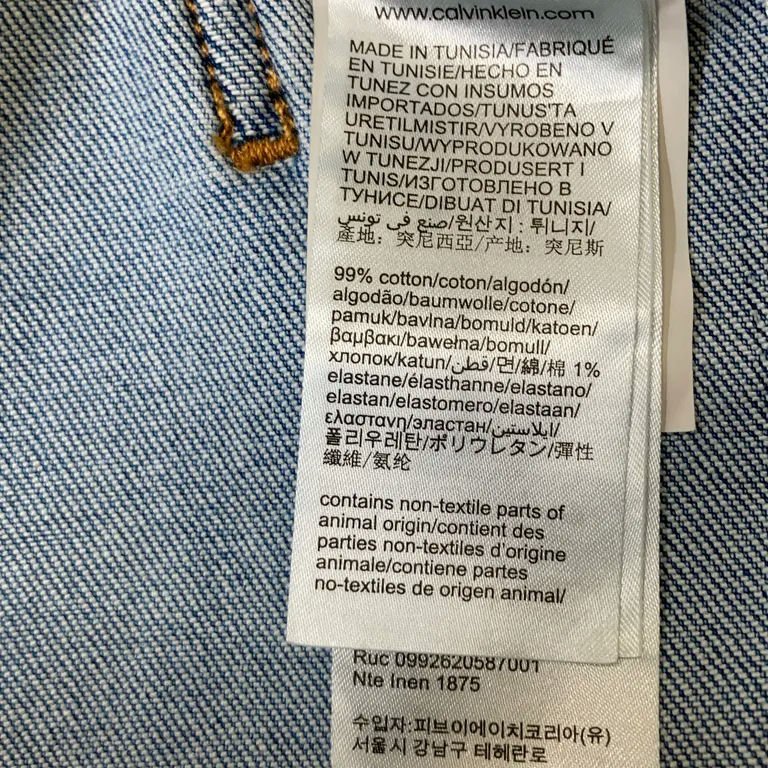 www.calvinklein.com
MADE IN TUNISIA/FABRIQUÉ
EN TUNISIE/HECHO EN
TUNEZ CON INSUMOS
IMPORTADOS/TUNUS'TA
URETILMISTIR/VYROBENO V
TUNISU/WYPRODUKOWANO
W TUNEZJI/PRODUSERT I
TUNIS/ИЗГОТОВЛЕНО В
ТУНИСЕ/DIBUAT DI TUNISIA/
صنع في تونس/원산지 : 튀니지/
產地: 突尼西亞/产地: 突尼斯
99% cotton/coton/algodón/
algodão/baumwolle/cotone/
pamuk/bavlna/bomuld/katoen/
βαμβακι/bawełna/bomull/
хлопок/katun/قطن/면/綿/棉 1%
elastane/élasthanne/elastano/
elastan/elastomero/elastaan/
ελαστανη/эластан/ايلاستين/
폴리우레탄/ポリウレタン/彈性
纖維/氨纶
contains non-textile parts of
animal origin/contient des
parties non-textiles d'origine
animale/contiene partes
no-textiles de origen animal/
Ruc 0992620587001
Nte Inen 1875
수입자:피브이에이치코리아(유)
서울시 강남구 테헤란로